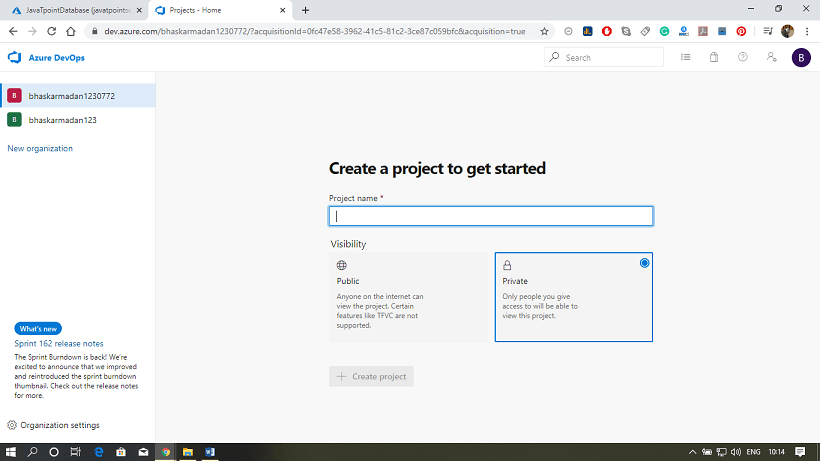 JavaTpointDatabase (javatpoints
Projects - Home
dev.azure.com/bhaskarmadan1230772/?acquisitionId=0fc47e58-3962-41c5-81c2-3ce87c059bfc&acquisition=true
Azure DevOps
Search
B
B bhaskarmadan1230772
B bhaskarmadan123
New organization
Create a project to get started
Project name *
Visibility
Public
Anyone on the internet can
view the project. Certain
features like TFVC are not
supported.
Private
Only people you give
access to will be able to
view this project.
Create project
What's new
Sprint 162 release notes
The Sprint Burndown is back! We're
excited to announce that we improved
and reintroduced the sprint burndown
thumbnail. Check out the release notes
for more.
Organization settings
ENG 10:14